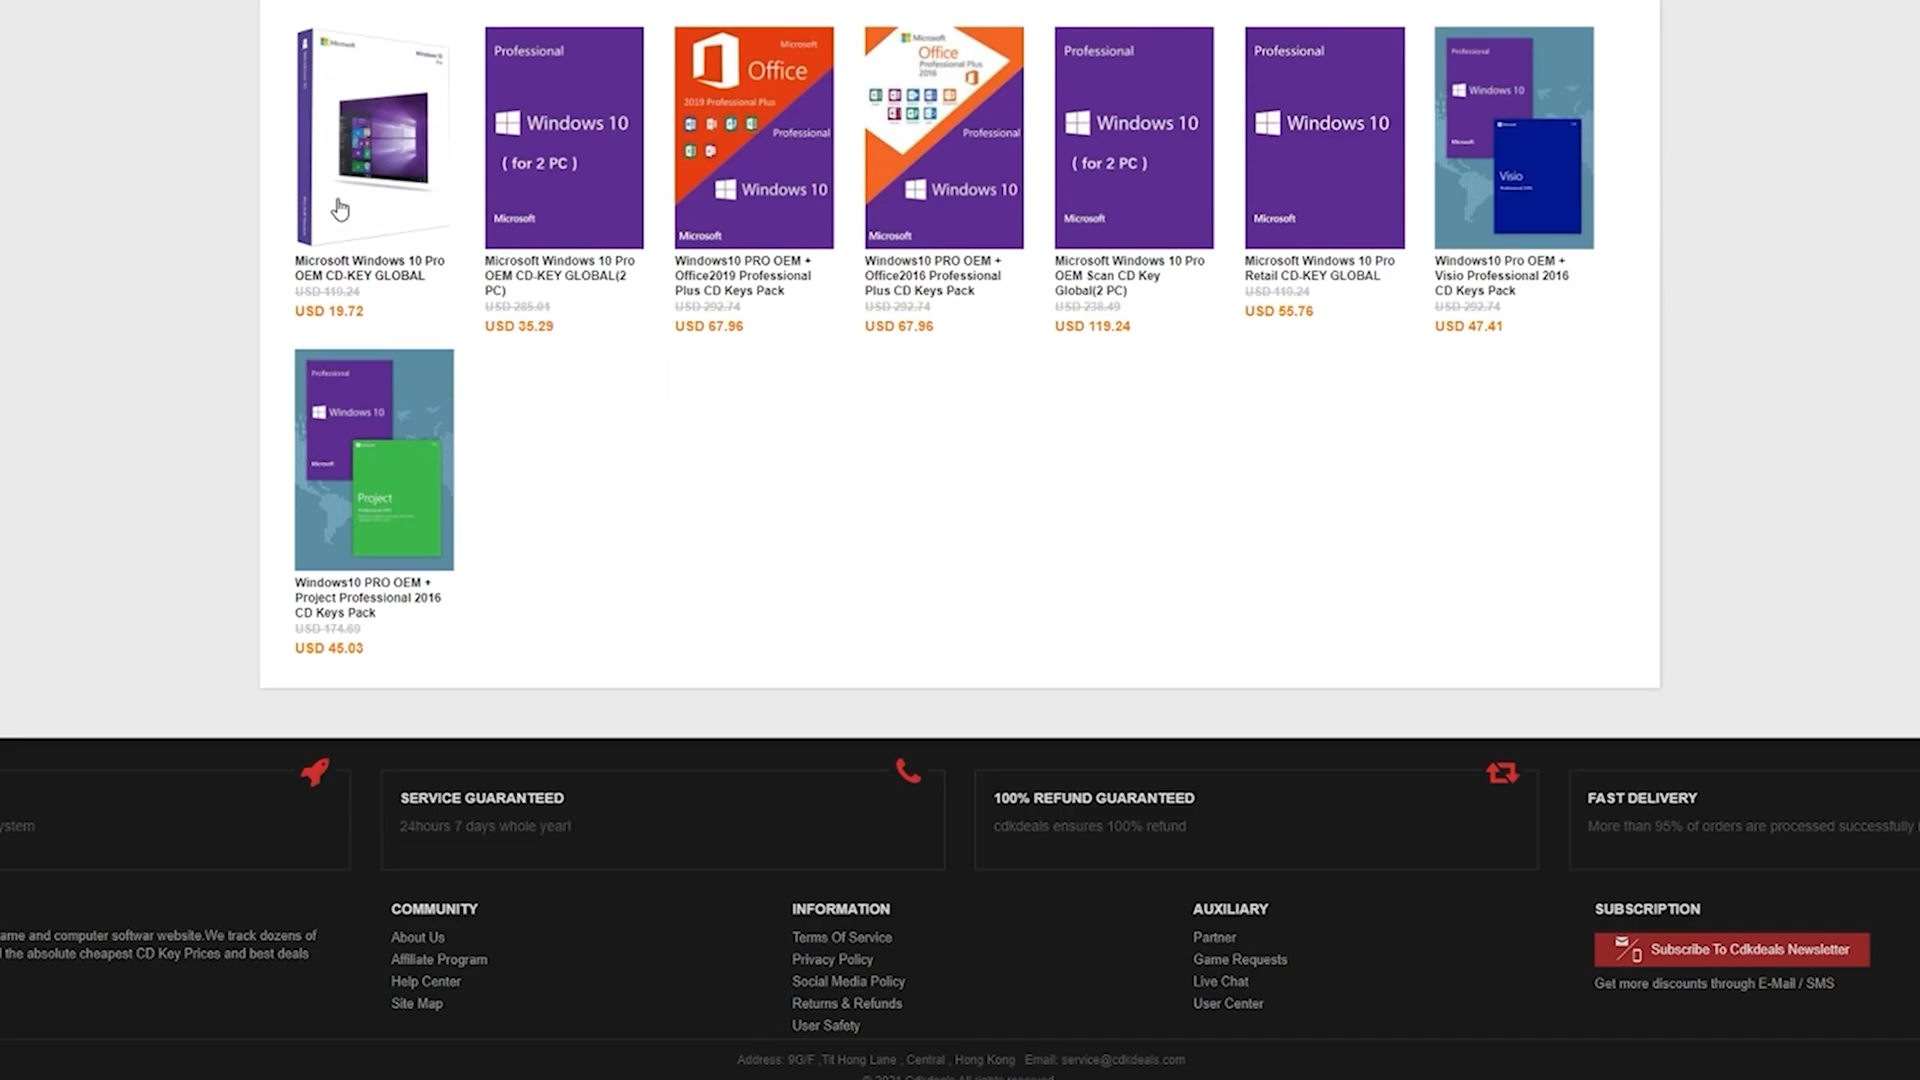 Microsoft
Windows 10
Pro
Microsoft Windows 10 Pro
OEM CD-KEY GLOBAL
USD 119.24
USD 19.72
Professional
Windows 10
( for 2 PC )
Microsoft
Microsoft Windows 10 Pro
OEM CD-KEY GLOBAL(2
PC)
USD 285.01
USD 35.29
Microsoft
Office
2019 Professional Plus
Professional
Windows 10
Microsoft
Windows10 PRO OEM +
Office2019 Professional
Plus CD Keys Pack
USD 292.74
USD 67.96
Microsoft
Office
Professional Plus
2016
Professional
Windows 10
Microsoft
Windows10 PRO OEM +
Office2016 Professional
Plus CD Keys Pack
USD 292.74
USD 67.96
Professional
Windows 10
( for 2 PC )
Microsoft
Microsoft Windows 10 Pro
OEM Scan CD Key
Global(2 PC)
USD 238.49
USD 119.24
Professional
Windows 10
Microsoft
Microsoft Windows 10 Pro
Retail CD-KEY GLOBAL
USD 119.24
USD 55.76
Professional
Windows 10
Microsoft
Visio
Windows10 Pro OEM +
Visio Professional 2016
CD Keys Pack
USD 292.74
USD 47.41
Professional
Windows 10
Microsoft
Project
Windows10 PRO OEM +
Project Professional 2016
CD Keys Pack
USD 174.69
USD 45.03
ystem
SERVICE GUARANTEED
24hours 7 days whole year!
100% REFUND GUARANTEED
cdkdeals ensures 100% refund
FAST DELIVERY
More than 95% of orders are processed successfully
ame and computer softwar website.We track dozens of
the absolute cheapest CD Key Prices and best deals
COMMUNITY
About Us
Affiliate Program
Help Center
Site Map
INFORMATION
Terms Of Service
Privacy Policy
Social Media Policy
Returns & Refunds
User Safety
AUXILIARY
Partner
Game Requests
Live Chat
User Center
SUBSCRIPTION
Subscribe To Cdkdeals Newsletter
Get more discounts through E-Mail / SMS
Address: 9G/F ,Tit Hong Lane , Central , Hong Kong Email: service@cdkdeals.com